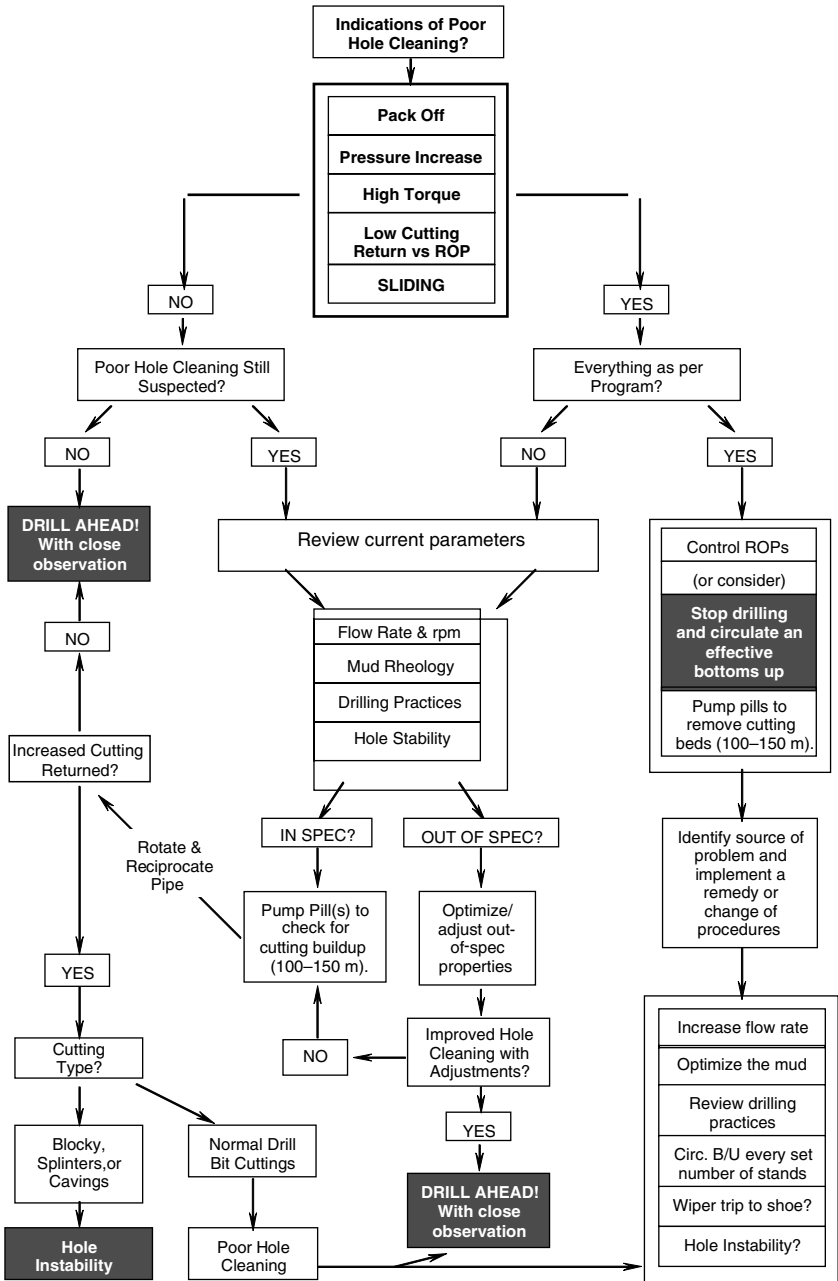 Indications of Poor
Hole Cleaning?
Pack Off
Pressure Increase
High Torque
Low Cutting
Return vs ROP
SLIDING
NO
YES
Poor Hole Cleaning Still
Suspected?
Everything as per
Program?
NO
YES
NO
YES
DRILL AHEAD!
With close
observation
Review current parameters
Control ROPs
(or consider)
Stop drilling
and circulate an
effective
bottoms up
Pump pills to
remove cutting
beds (100–150 m).
NO
Flow Rate & rpm
Mud Rheology
Drilling Practices
Hole Stability
Increased Cutting
Returned?
Rotate &
Reciprocate
Pipe
IN SPEC?
OUT OF SPEC?
Identify source of
problem and
implement a
remedy or
change of
procedures
Pump Pill(s) to
check for
cutting buildup
(100–150 m).
Optimize/
adjust out-
of-spec
properties
YES
Cutting
Type?
NO
Improved Hole
Cleaning with
Adjustments?
Increase flow rate
Optimize the mud
Review drilling
practices
Circ. B/U every set
number of stands
Wiper trip to shoe?
Hole Instability?
YES
Blocky,
Splinters,or
Cavings
Normal Drill
Bit Cuttings
DRILL AHEAD!
With close
observation
Hole
Instability
Poor Hole
Cleaning